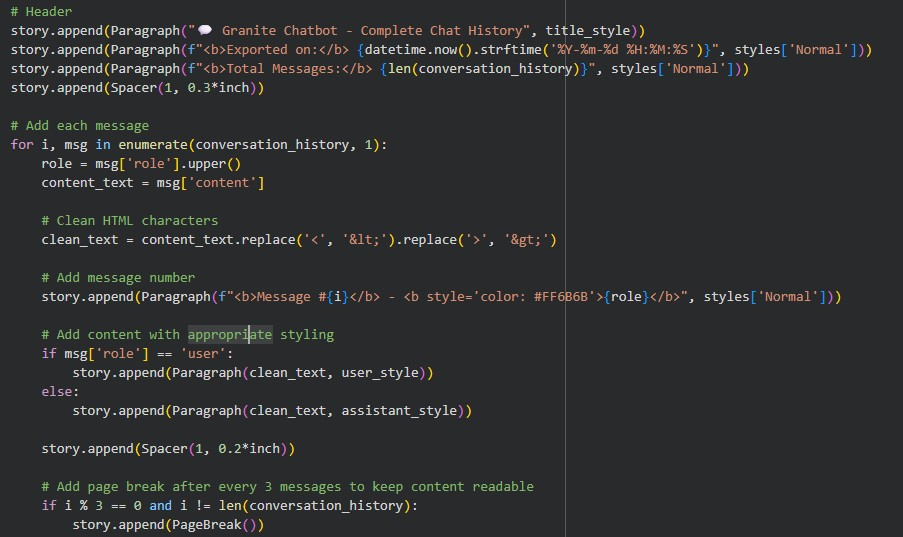 # Header
story.append(Paragraph("💬 Granite Chatbot - Complete Chat History", title_style))
story.append(Paragraph(f"<b>Exported on:</b> {datetime.now().strftime('%Y-%m-%d %H:%M:%S')}", styles['Normal']))
story.append(Paragraph(f"<b>Total Messages:</b> {len(conversation_history)}", styles['Normal']))
story.append(Spacer(1, 0.3*inch))

# Add each message
for i, msg in enumerate(conversation_history, 1):
    role = msg['role'].upper()
    content_text = msg['content']

    # Clean HTML characters
    clean_text = content_text.replace('<', '&lt;').replace('>', '&gt;')

    # Add message number
    story.append(Paragraph(f"<b>Message #{i}</b> - <b style='color: #FF6B6B'>{role}</b>", styles['Normal']))

    # Add content with appropriate styling
    if msg['role'] == 'user':
        story.append(Paragraph(clean_text, user_style))
    else:
        story.append(Paragraph(clean_text, assistant_style))

    story.append(Spacer(1, 0.2*inch))

    # Add page break after every 3 messages to keep content readable
    if i % 3 == 0 and i != len(conversation_history):
        story.append(PageBreak())